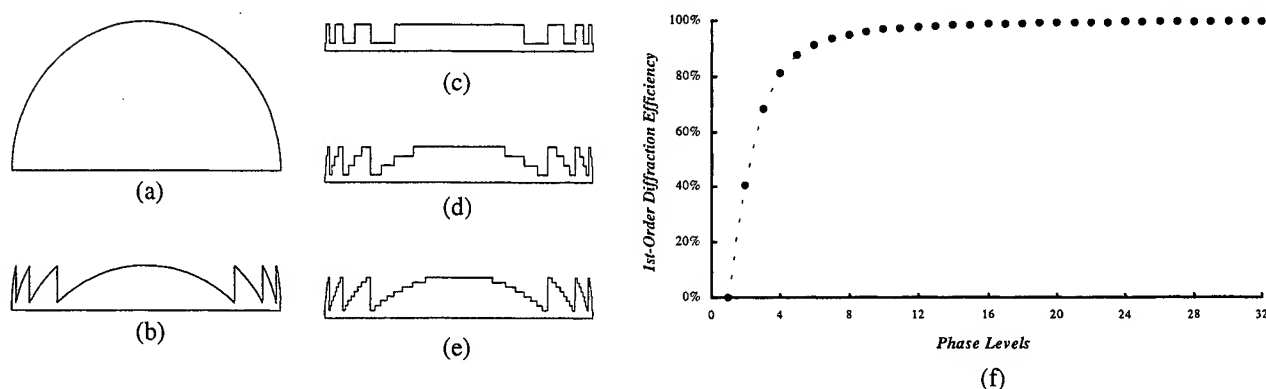 (a)
(b)
(c)
(d)
(e)
1st-Order Diffraction Efficiency
100%
80%
60%
40%
20%
0%
0 4 8 12 16 20 24 28 32
Phase Levels
(f)